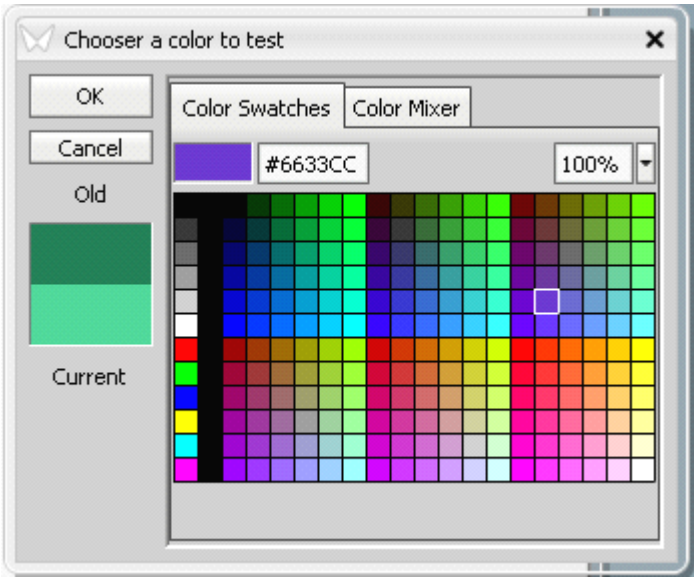 Chooser a color to test
OK
Cancel
Old
Current
Color Swatches
Color Mixer
#6633CC
100%